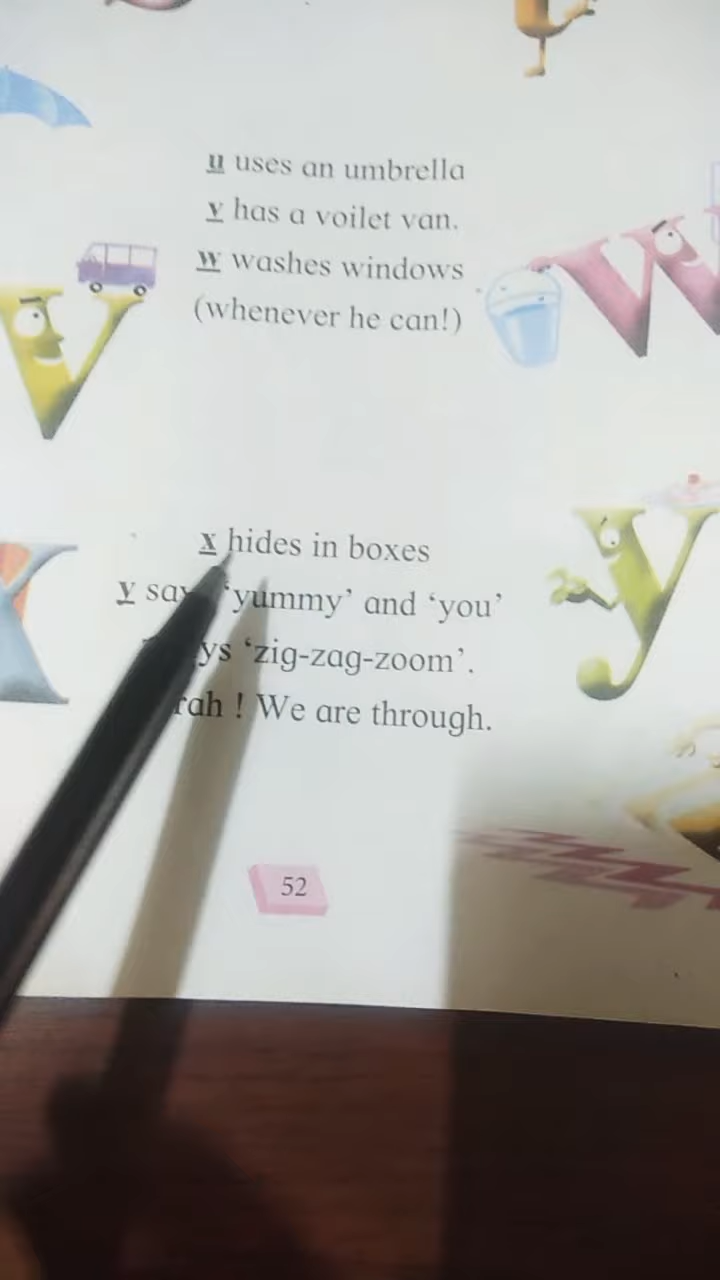 u uses an umbrella
v has a voilet van.
w washes windows
(whenever he can!)
x hides in boxes
y say 'yummy' and 'you'
ys 'zig-zag-zoom'.
rah ! We are through.
52